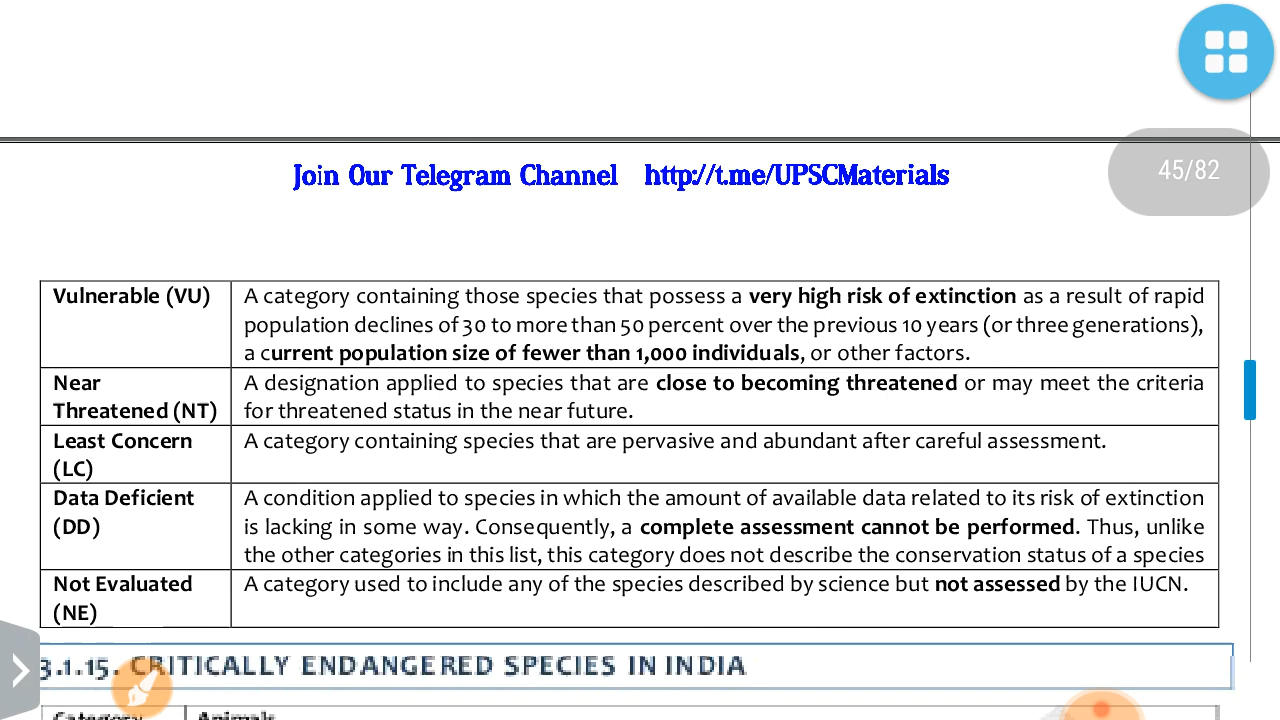 Join Our Telegram Channel http://t.me/UPSCMaterials
45/82
Vulnerable (VU) A category containing those species that possess a very high risk of extinction as a result of rapid
population declines of 30 to more than 50 percent over the previous 10 years (or three generations),
a current population size of fewer than 1,000 individuals, or other factors.
Near A designation applied to species that are close to becoming threatened or may meet the criteria
Threatened (NT) for threatened status in the near future.
Least Concern A category containing species that are pervasive and abundant after careful assessment.
(LC)
Data Deficient A condition applied to species in which the amount of available data related to its risk of extinction
(DD) is lacking in some way. Consequently, a complete assessment cannot be performed. Thus, unlike
the other categories in this list, this category does not describe the conservation status of a species
Not Evaluated A category used to include any of the species described by science but not assessed by the IUCN.
(NE)
3.1.15. CRITICALLY ENDANGERED SPECIES IN INDIA
Category Animals